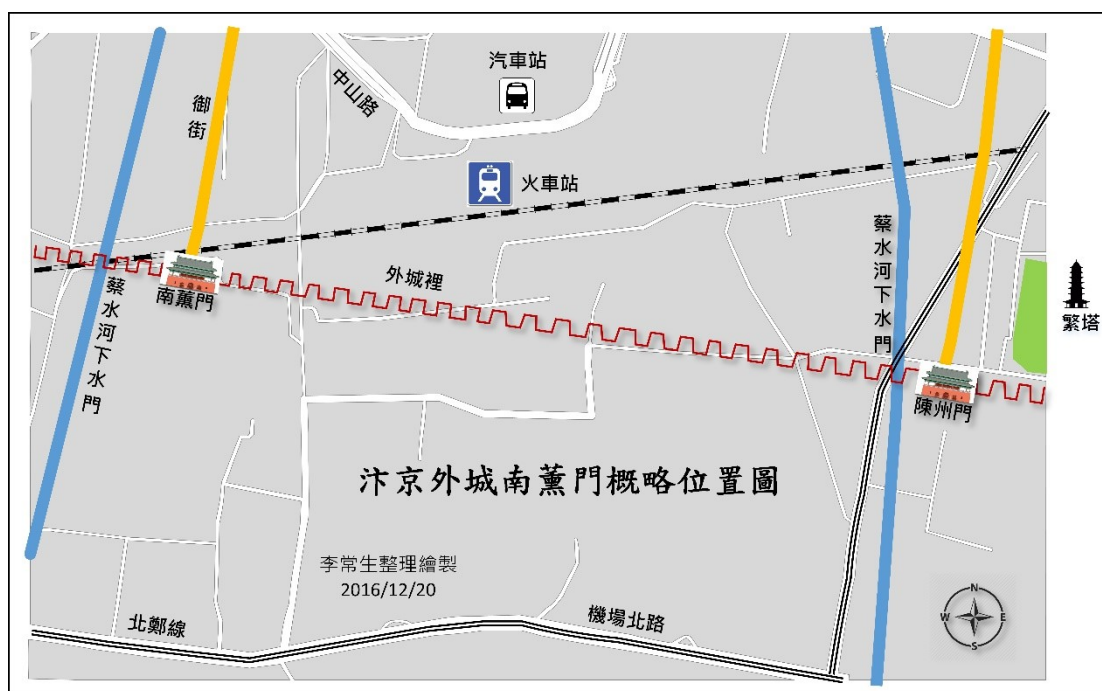 汽車站
中山路
御街
火車站
蔡水河下水門
外城裡
南薰門
蔡水河下水門
繁塔
陳州門
汴京外城南薰門概略位置圖
李常生整理繪製
2016/12/20
北鄭線
機場北路
N
W
E
S